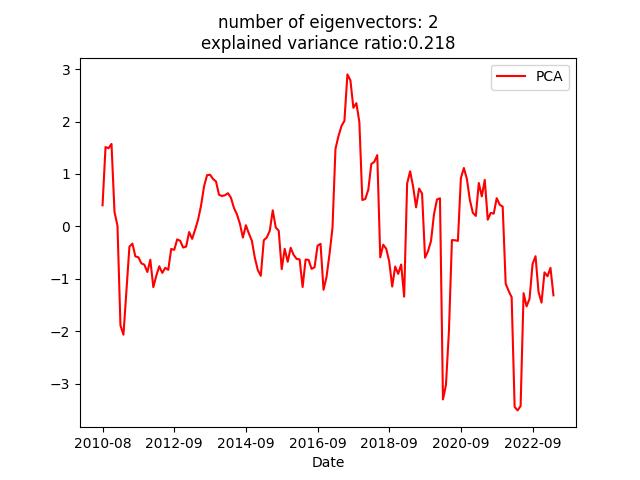 number of eigenvectors: 2
explained variance ratio:0.218
PCA
3
2
1
0
−1
−2
−3
2010-08 2012-09 2014-09 2016-09 2018-09 2020-09 2022-09
Date